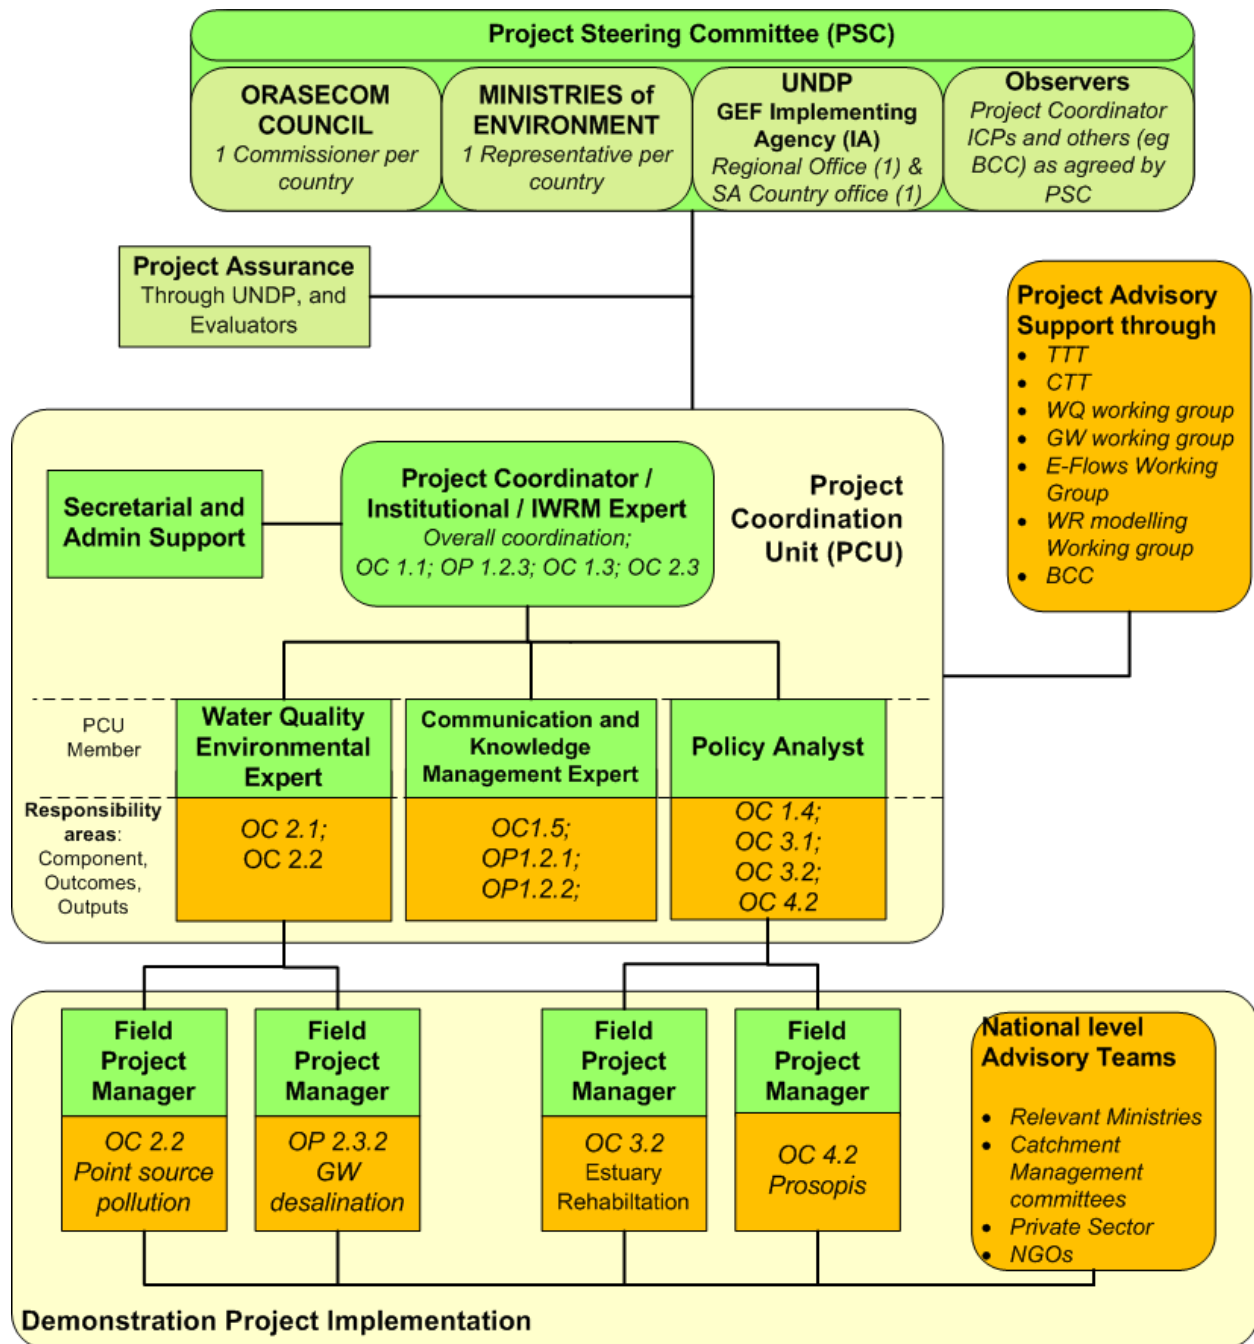 Project Steering Committee (PSC)
ORASECOM
COUNCIL
1 Commissioner per
country
MINISTRIES of
ENVIRONMENT
1 Representative per
country
UNDP
GEF Implementing
Agency (IA)
Regional Office (1) &
SA Country office (1)
Observers
Project Coordinator
ICPs and others (eg
BCC) as agreed by
PSC
Project Assurance
Through UNDP, and
Evaluators
Project Advisory
Support through
• TTT
• CTT
• WQ working group
• GW working group
• E-Flows Working
Group
• WR modelling
Working group
• BCC
Secretarial and
Admin Support
Project Coordinator /
Institutional / IWRM Expert
Overall coordination;
OC 1.1; OP 1.2.3; OC 1.3; OC 2.3
Project
Coordination
Unit (PCU)
PCU
Member
Water Quality
Environmental
Expert
Communication and
Knowledge
Management Expert
Policy Analyst
Responsibility
areas:
Component,
Outcomes,
Outputs
OC 2.1;
OC 2.2
OC1.5;
OP1.2.1;
OP1.2.2;
OC 1.4;
OC 3.1;
OC 3.2;
OC 4.2
Field
Project
Manager
OC 2.2
Point source
pollution
Field
Project
Manager
OP 2.3.2
GW
desalination
Field
Project
Manager
OC 3.2
Estuary
Rehabiltation
Field
Project
Manager
OC 4.2
Prosopis
National level
Advisory Teams
• Relevant Ministries
• Catchment
Management
committees
• Private Sector
• NGOs
Demonstration Project Implementation